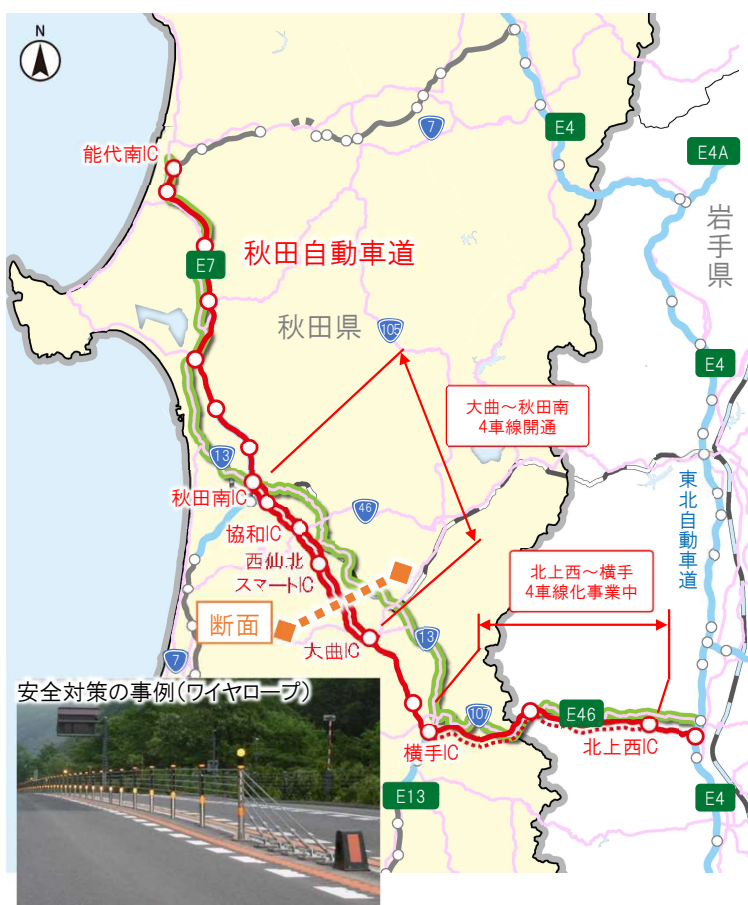 N
7
E4
能代南IC
E4A
岩手県
秋田自動車道
E7
秋田県
105
E4
大曲～秋田南
4車線開通
13
秋田南IC
46
東北自動車道
協和IC
西仙北
スマートIC
北上西～横手
4車線化事業中
断面
13
大曲IC
7
安全対策の事例(ワイヤロープ)
107
E46
横手IC
北上西IC
E13
E4